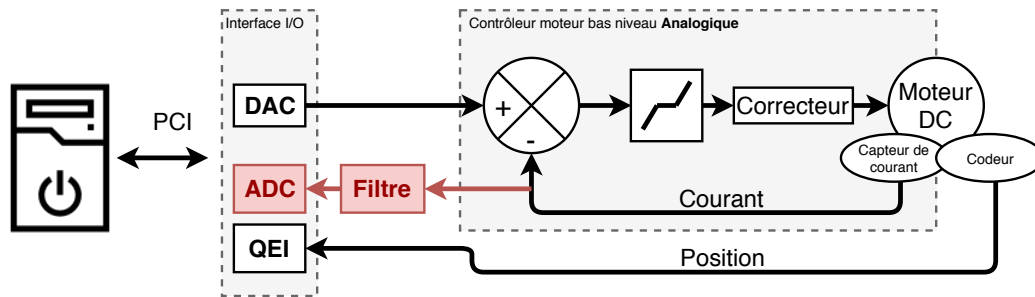 Interface I/O
Contrôleur moteur bas niveau Analogique
PCI
DAC
+
-
Correcteur
Moteur
DC
Capteur de
courant
Codeur
ADC
Filtre
Courant
QEI
Position